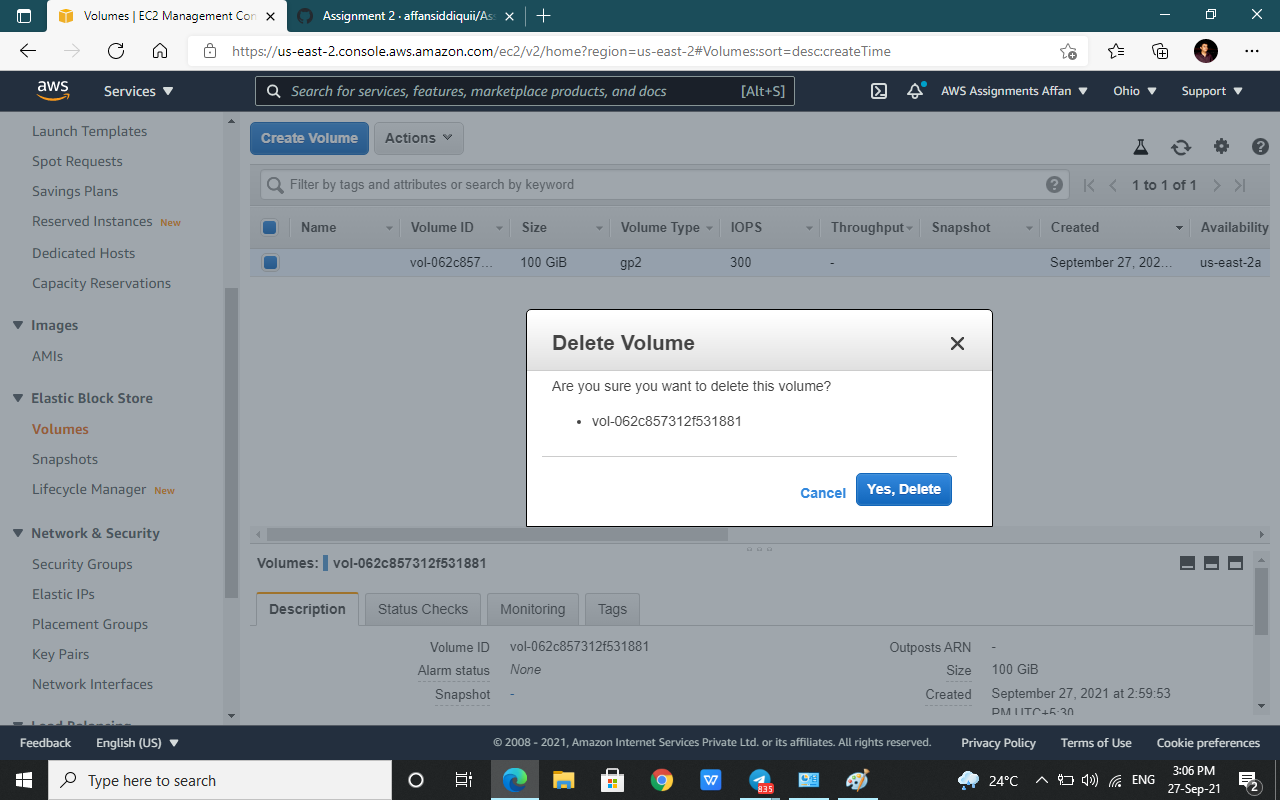 Volumes | EC2 Management Con
Assignment 2 · affansiddiquii/Ass
https://us-east-2.console.aws.amazon.com/ec2/v2/home?region=us-east-2#Volumes:sort=desc:createTime
aws
Services
Search for services, features, marketplace products, and docs
[Alt+S]
AWS Assignments Affan
Ohio
Support
Launch Templates
Spot Requests
Savings Plans
Reserved Instances New
Dedicated Hosts
Capacity Reservations
Images
AMIs
Elastic Block Store
Volumes
Snapshots
Lifecycle Manager New
Network & Security
Security Groups
Elastic IPs
Placement Groups
Key Pairs
Network Interfaces
Load Balancing
Create Volume
Actions
Filter by tags and attributes or search by keyword
1 to 1 of 1
Name Volume ID Size Volume Type IOPS Throughput Snapshot Created Availability
vol-062c857... 100 GiB gp2 300 - September 27, 202... us-east-2a
Delete Volume
Are you sure you want to delete this volume?
• vol-062c857312f531881
Cancel
Yes, Delete
Volumes: vol-062c857312f531881
Description Status Checks Monitoring Tags
Volume ID vol-062c857312f531881
Alarm status None
Snapshot -
Outposts ARN -
Size 100 GiB
Created September 27, 2021 at 2:59:53
PM UTC+5:30
Feedback
English (US)
© 2008 - 2021, Amazon Internet Services Private Ltd. or its affiliates. All rights reserved.
Privacy Policy
Terms of Use
Cookie preferences
Type here to search
835
24°C
ENG
3:06 PM
27-Sep-21
2